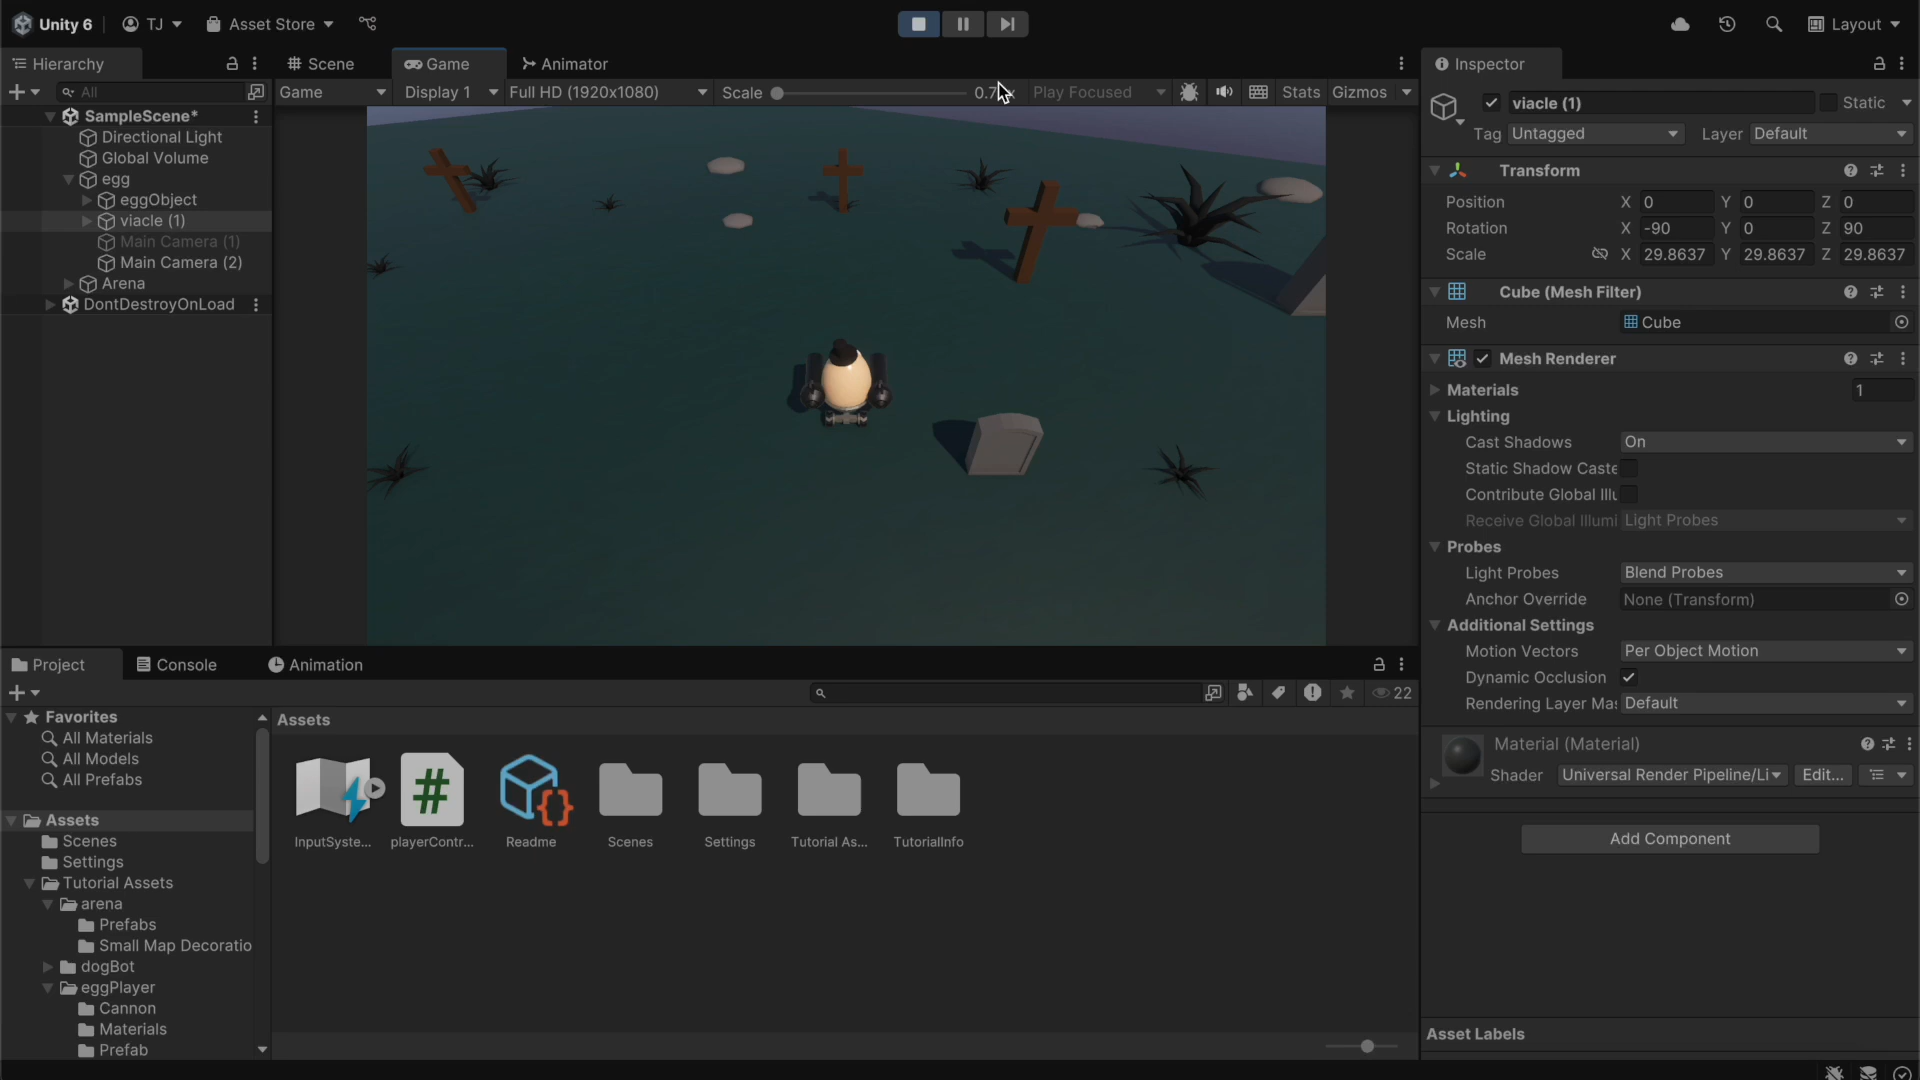 Unity 6
TJ
Asset Store
Layout
Hierarchy
Scene
Game
Animator
Inspector
All
Game
Display 1
Full HD (1920x1080)
Scale
Play Focused
Stats
Gizmos
viacle (1)
Static
Tag
Untagged
Layer
Default
SampleScene*
Directional Light
Global Volume
egg
eggObject
viacle (1)
Main Camera (1)
Main Camera (2)
Arena
DontDestroyOnLoad
Transform
Position
X 0 Y 0 Z 0
Rotation
X -90 Y 0 Z 90
Scale
X 29.8637 Y 29.8637 Z 29.8637
Cube (Mesh Filter)
Mesh
Cube
Mesh Renderer
Materials
1
Lighting
Cast Shadows
On
Static Shadow Caste
Contribute Global Illu
Receive Global Illumi
Light Probes
Probes
Light Probes
Blend Probes
Anchor Override
None (Transform)
Additional Settings
Motion Vectors
Per Object Motion
Dynamic Occlusion
Rendering Layer Mas
Default
Material (Material)
Shader
Universal Render Pipeline/Li
Edit...
Add Component
Asset Labels
Project
Console
Animation
22
Favorites
All Materials
All Models
All Prefabs
Assets
Scenes
Settings
Tutorial Assets
arena
Prefabs
Small Map Decoratio
dogBot
eggPlayer
Cannon
Materials
Prefab
Assets
InputSyste...
playerContr...
Readme
Scenes
Settings
Tutorial As...
TutorialInfo